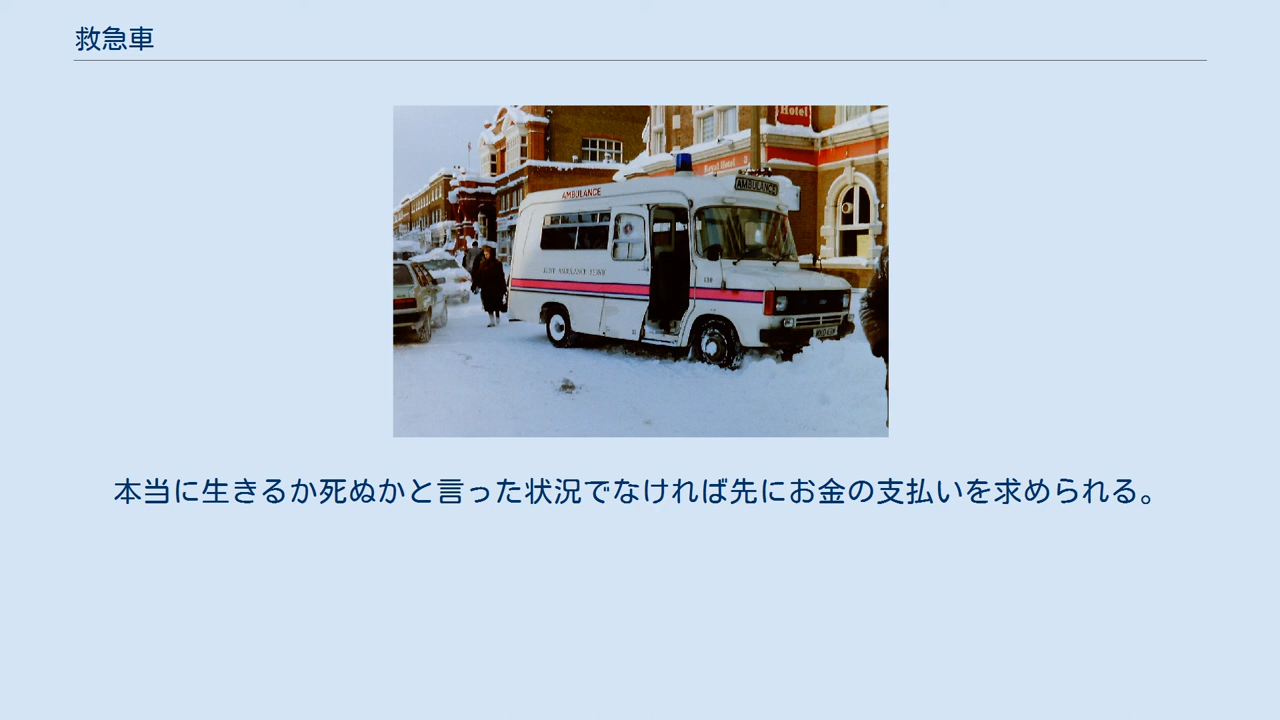 救急車
Hotel
Royal Hotel
AMBULANCE
AMBULANCE
本当に生きるか死ぬかと言った状況でなければ先にお金の支払いを求められる。